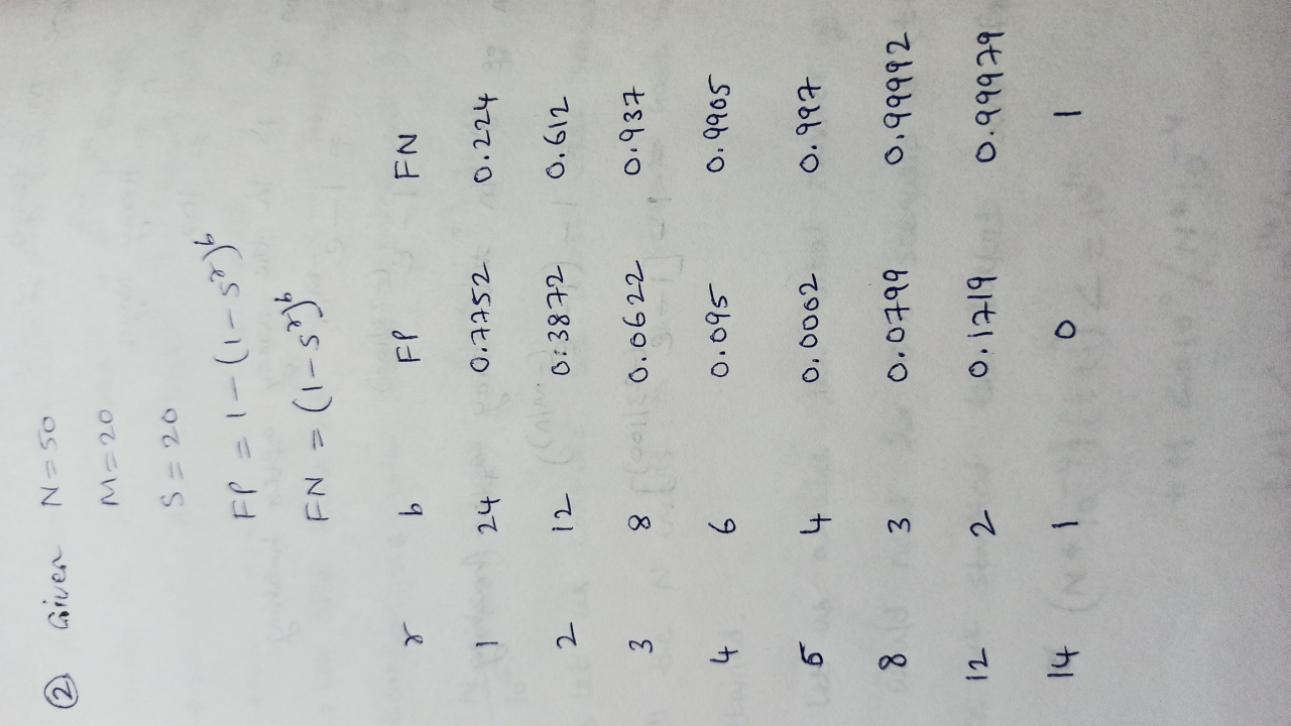 ② Given N=50
M=20
S=20
FP = 1-(1-s^r)^b
FN = (1-s^r)^b
r b FP FN
1 24 0.7752 0.224
2 12 0.3872 0.612
3 8 0.0622 0.937
4 6 0.095 0.9905
5 4 0.0002 0.997
8 3 0.0799 0.99992
12 2 0.1719 0.99979
14 1 0 1